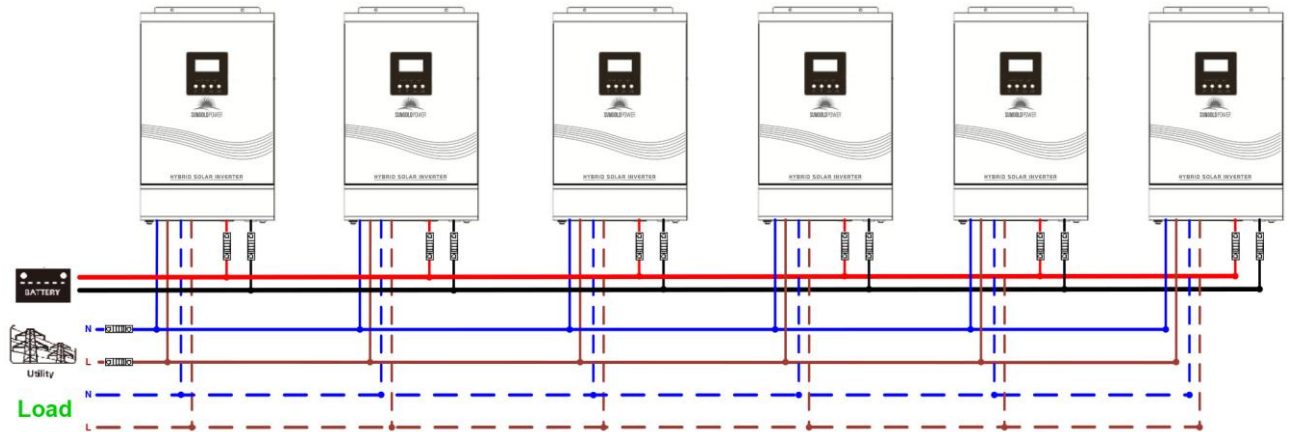 SUNGOLDPOWER SUNGOLDPOWER SUNGOLDPOWER SUNGOLDPOWER SUNGOLDPOWER SUNGOLDPOWER
HYBRID SOLAR INVERTER HYBRID SOLAR INVERTER HYBRID SOLAR INVERTER HYBRID SOLAR INVERTER HYBRID SOLAR INVERTER HYBRID SOLAR INVERTER
BATTERY
N
L
Utility
N
Load
L